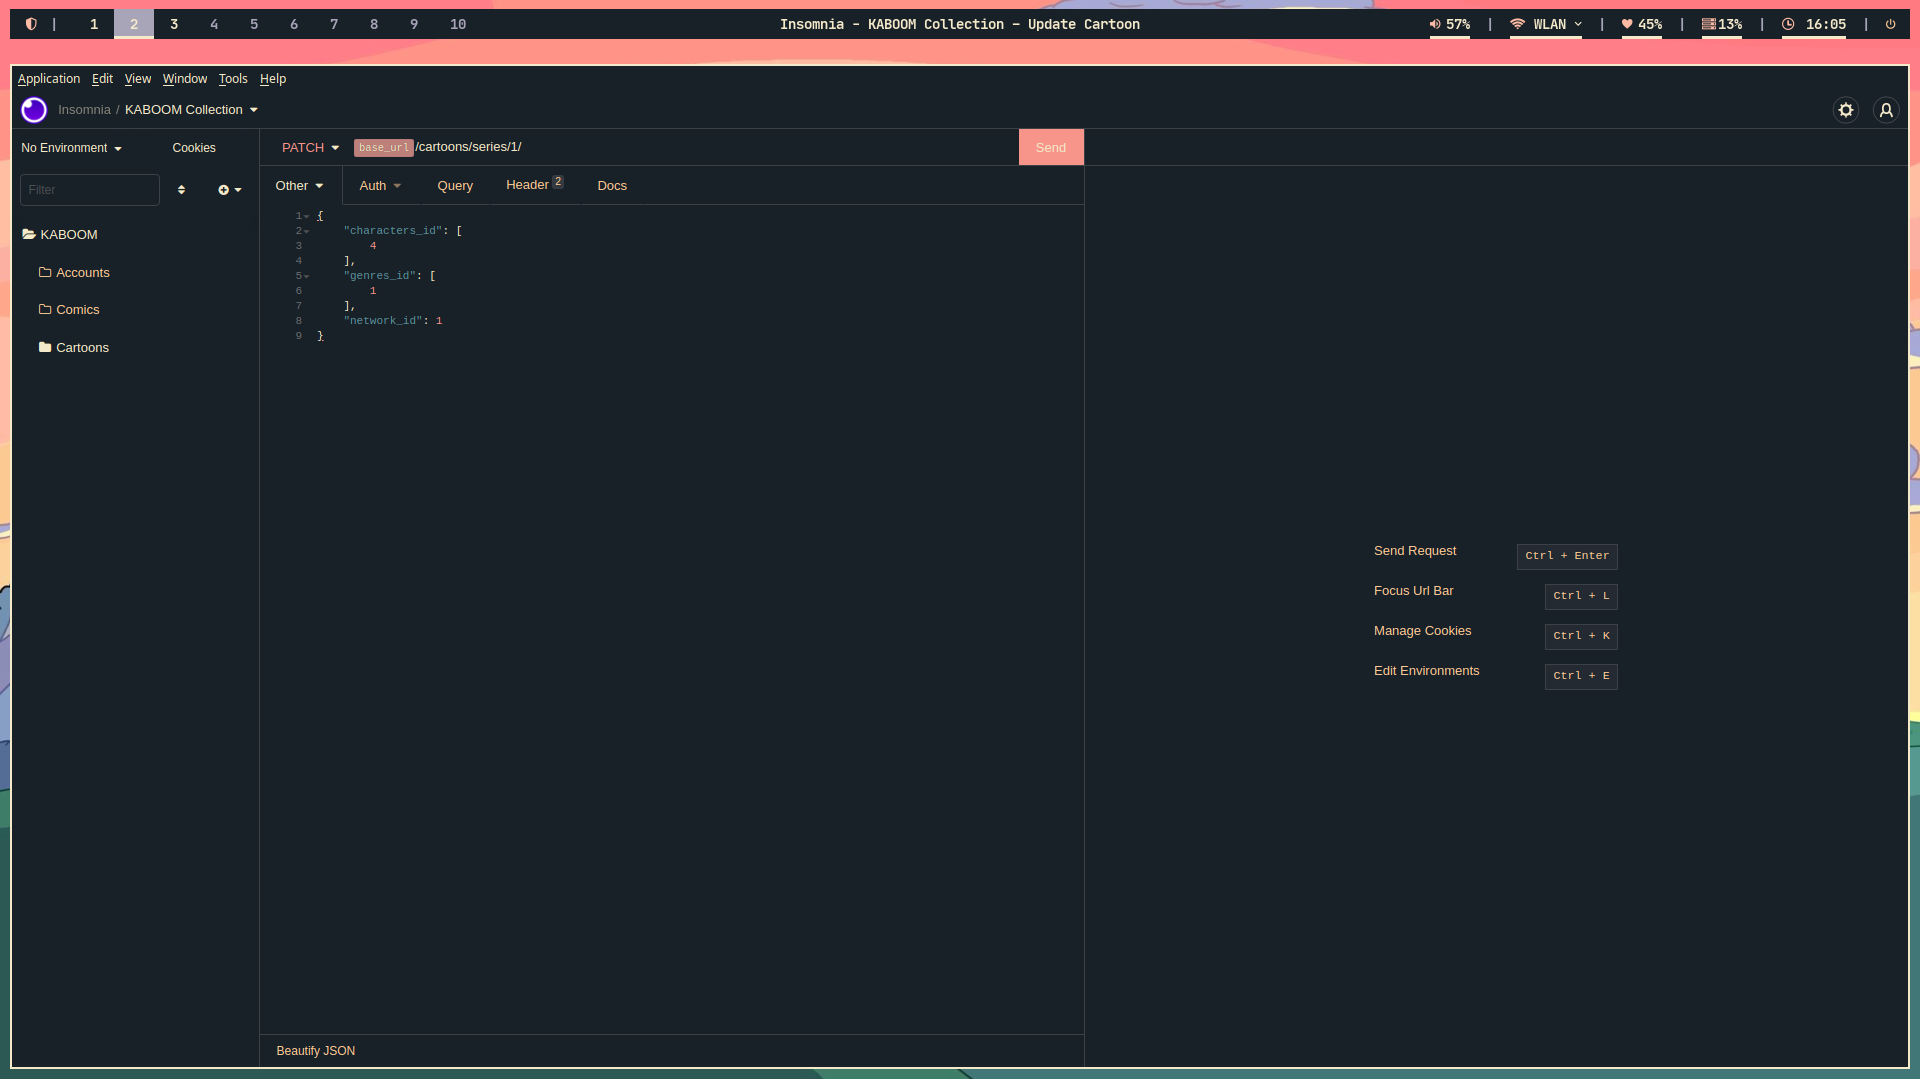 | 1 2 3 4 5 6 7 8 9 10 Insomnia - KABOOM Collection - Update Cartoon 57% | WLAN | 45% | 13% | 16:05 |
Application Edit View Window Tools Help
Insomnia / KABOOM Collection
No Environment Cookies
PATCH base_url /cartoons/series/1/ Send
Filter
Other Auth Query Header 2 Docs
KABOOM
Accounts
Comics
Cartoons
1 {
2 "characters_id": [
3 4
4 ],
5 "genres_id": [
6 1
7 ],
8 "network_id": 1
9 }
Send Request Ctrl + Enter
Focus Url Bar Ctrl + L
Manage Cookies Ctrl + K
Edit Environments Ctrl + E
Beautify JSON